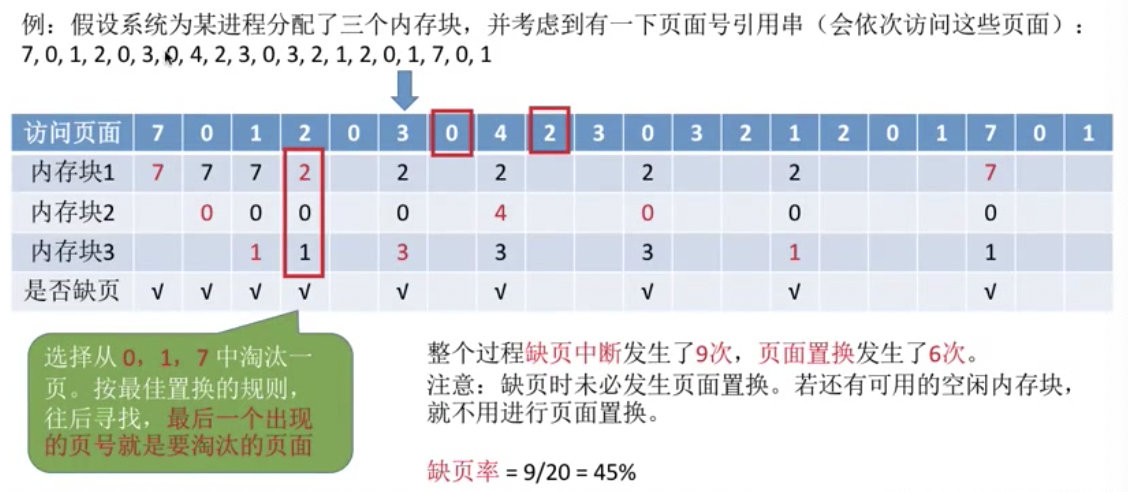 例：假设系统为某进程分配了三个内存块，并考虑到有一下页面号引用串（会依次访问这些页面）：
7, 0, 1, 2, 0, 3, 0, 4, 2, 3, 0, 3, 2, 1, 2, 0, 1, 7, 0, 1
访问页面 7 0 1 2 0 3 0 4 2 3 0 3 2 1 2 0 1 7 0 1
内存块1 7 7 7 2 2 2 2 2 7
内存块2 0 0 0 0 4 0 0 0
内存块3 1 1 3 3 3 1 1
是否缺页 √ √ √ √ √ √ √ √ √
选择从 0，1，7 中淘汰一
页。按最佳置换的规则，
往后寻找，最后一个出现
的页号就是要淘汰的页面
整个过程缺页中断发生了9次，页面置换发生了6次。
注意：缺页时未必发生页面置换。若还有可用的空闲内存块，
就不用进行页面置换。
缺页率 = 9/20 = 45%